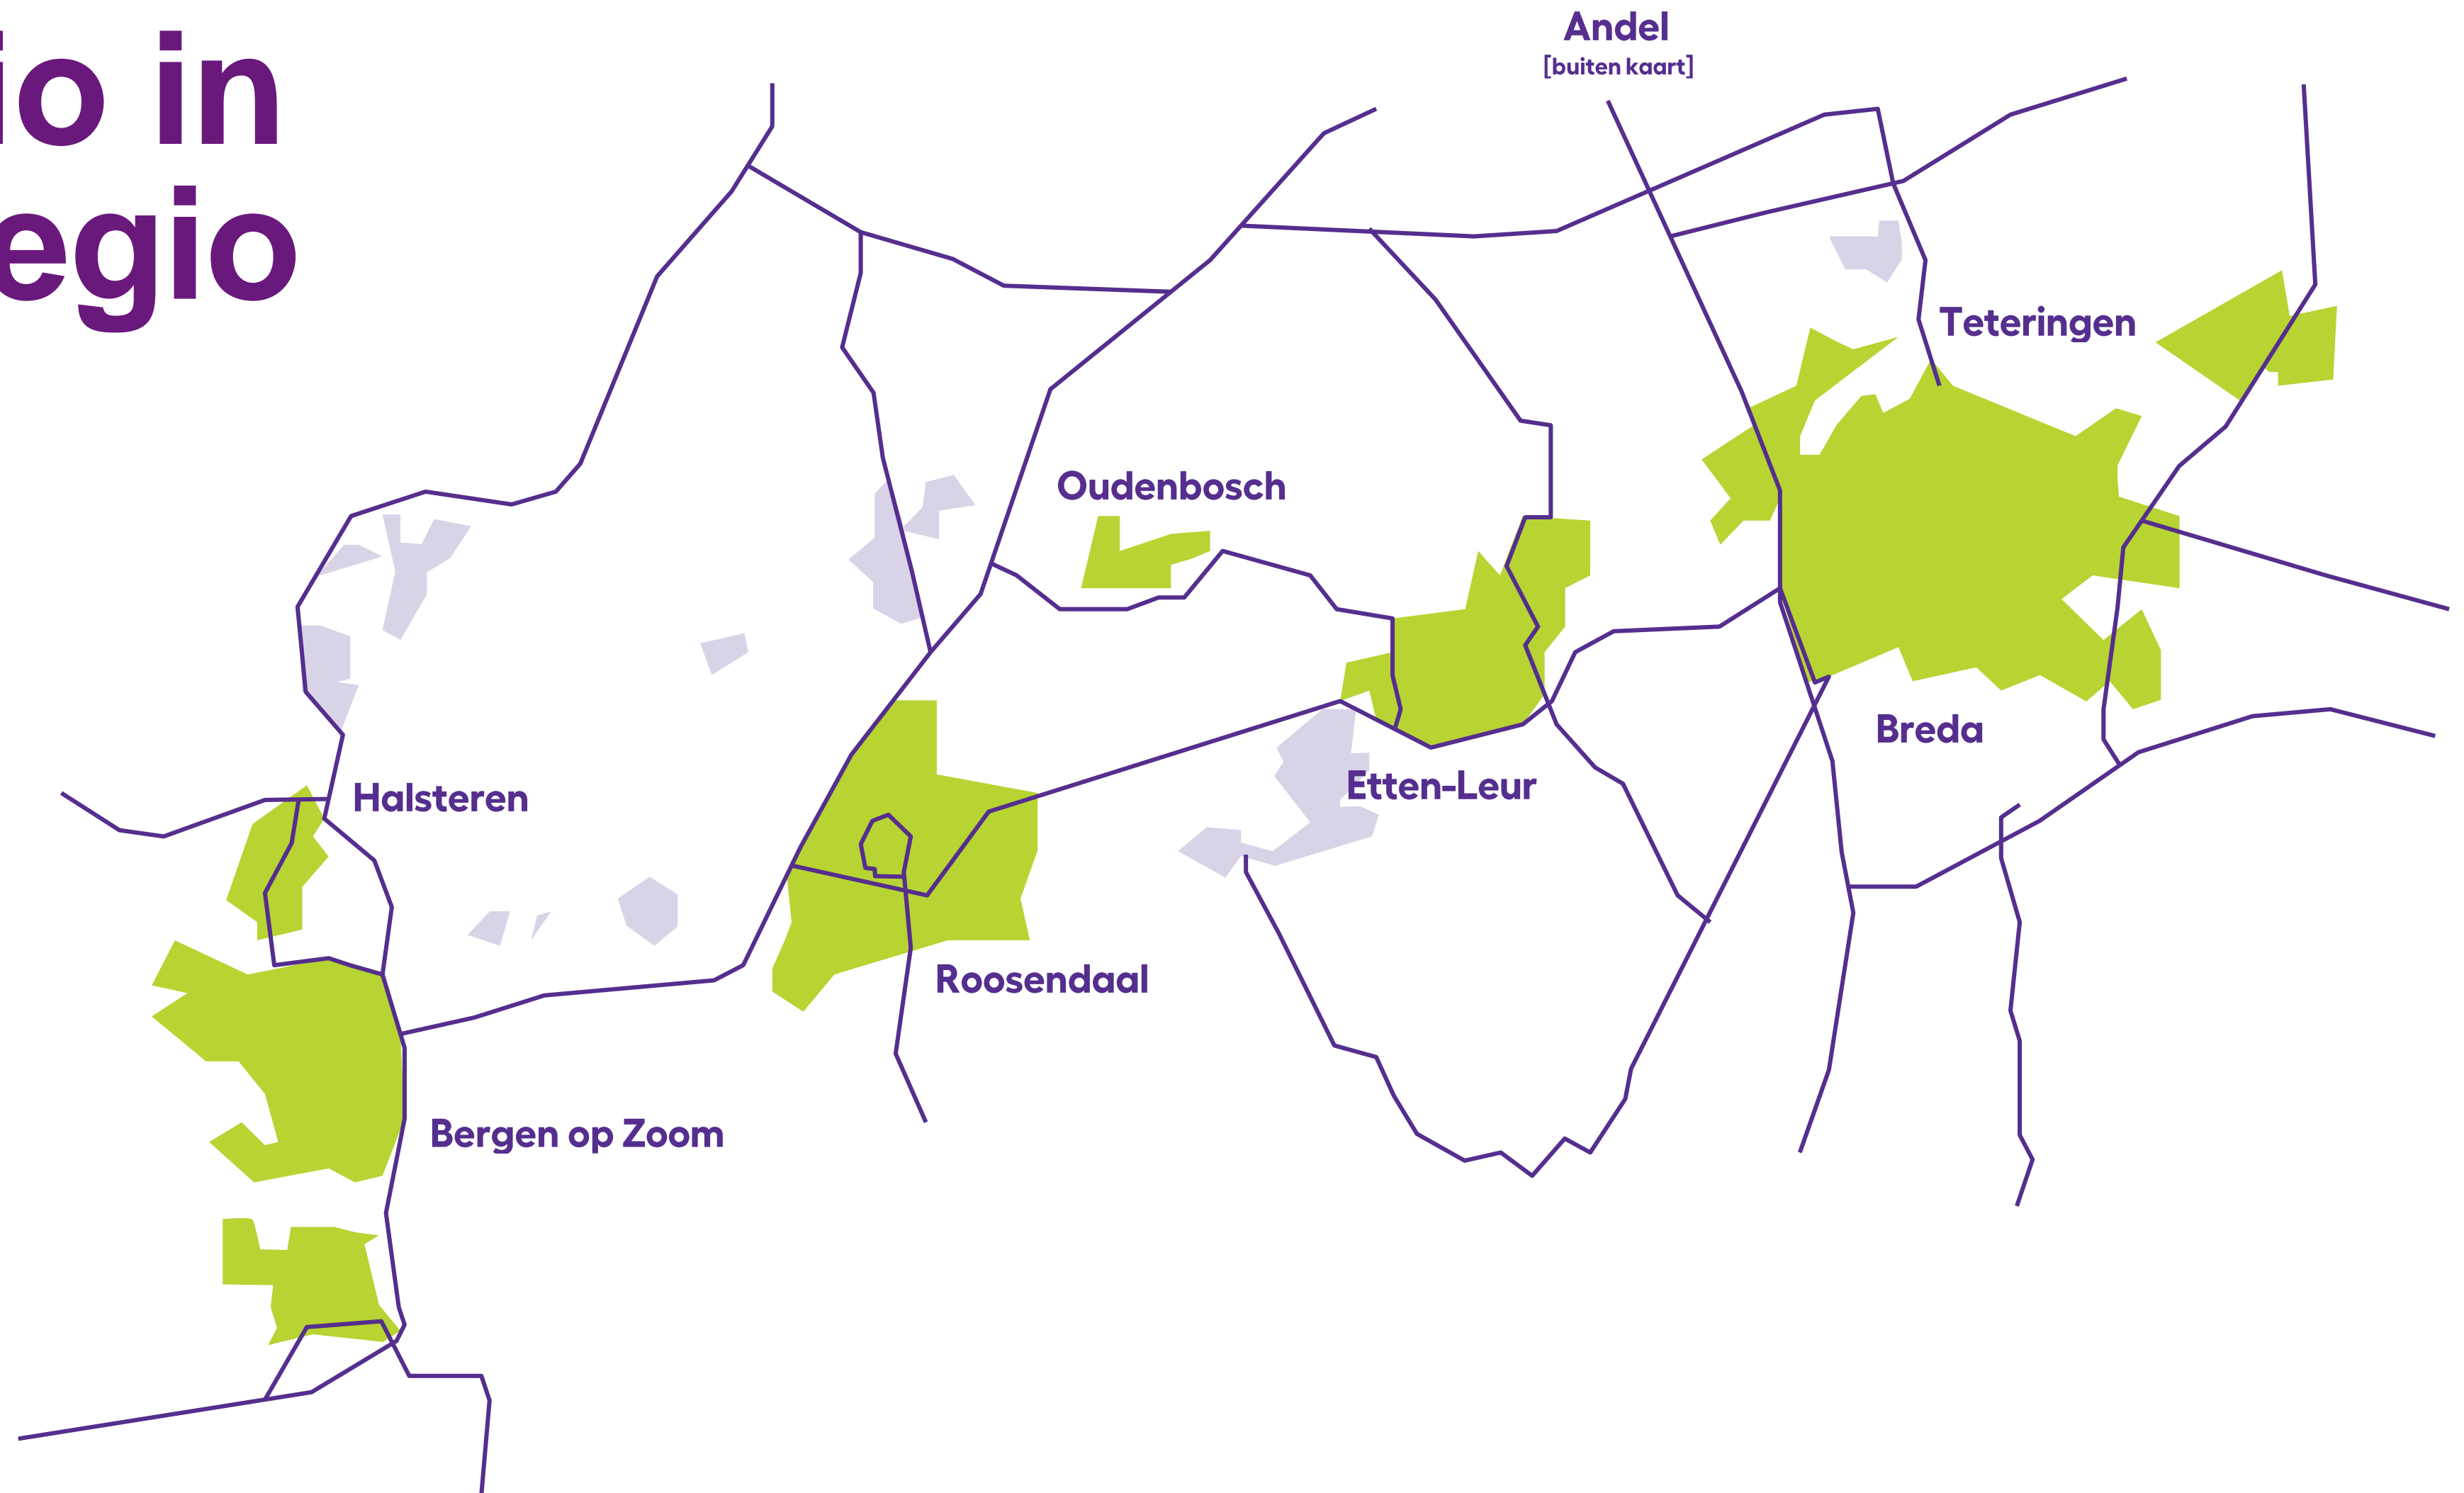 io in
egio
Andel
[buiten kaart]
Teteringen
Oudenbosch
Breda
Etten-Leur
Halsteren
Roosendaal
Bergen op Zoom